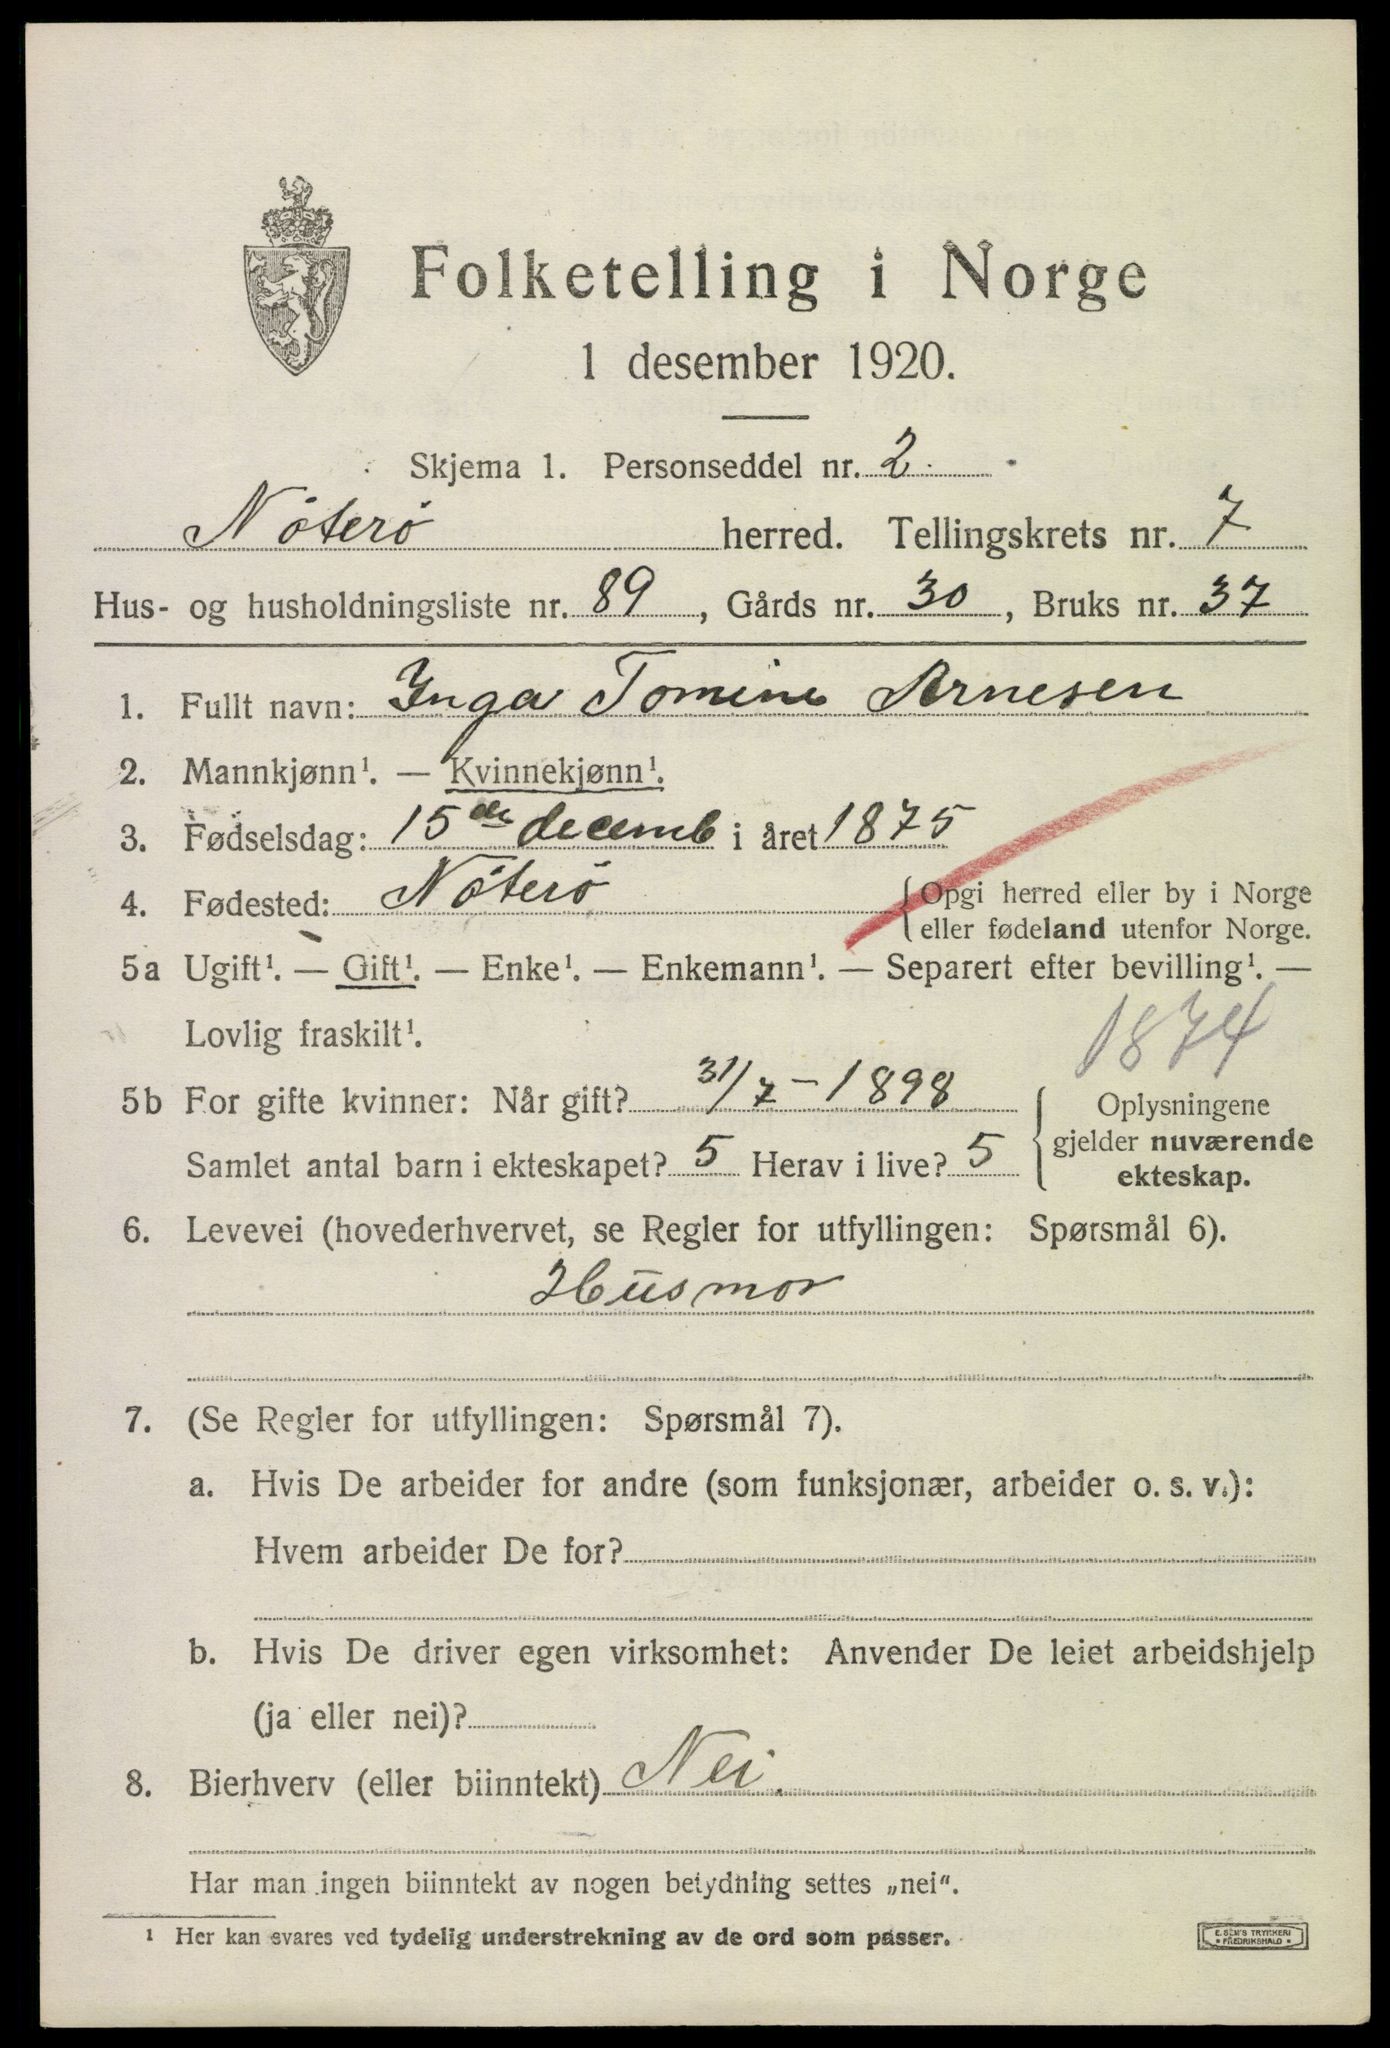 Folketelling i Norge
1 desember 1920.
Skjema 1. Personseddel nr. 2.
Nöterö herred. Tellingskrets nr. 7
Hus- og husholdningsliste nr. 89, Gårds nr. 30, Bruks nr. 37
1. Fullt navn: Inga Tomine Arnesen
2. Mannkjønn¹. — Kvinnekjønn¹.
3. Fødselsdag: 15de decemb i året 1875
4. Fødested: Nöterö {Opgi herred eller by i Norge
eller fødeland utenfor Norge.
5a Ugift¹. — Gift¹. — Enke¹. — Enkemann¹. — Separert efter bevilling¹. —
Lovlig fraskilt¹.
1874
5b For gifte kvinner: Når gift? 31/7 - 1898
Samlet antal barn i ekteskapet? 5 Herav i live? 5
{Oplysningene
gjelder nuværende
ekteskap.
6. Levevei (hovederhvervet, se Regler for utfyllingen: Spørsmål 6).
Husmor
7. (Se Regler for utfyllingen: Spørsmål 7).
a. Hvis De arbeider for andre (som funksjonær, arbeider o. s. v.):
Hvem arbeider De for?
b. Hvis De driver egen virksomhet: Anvender De leiet arbeidshjelp
(ja eller nei)?
8. Bierhverv (eller biinntekt) Nei.
Har man ingen biinntekt av nogen betydning settes „nei".
¹ Her kan svares ved tydelig understrekning av de ord som passer.
E. SEM'S TRYKKERI
* FREDRIKSHALD *